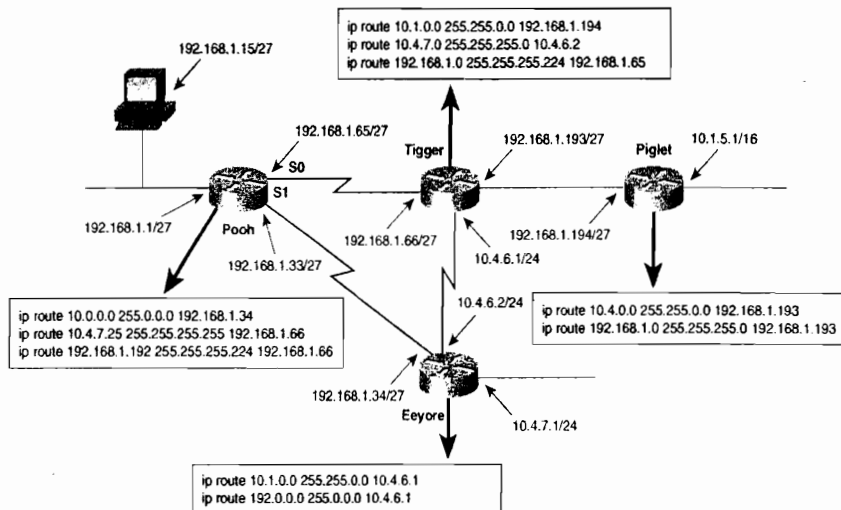 ip route 10.1.0.0 255.255.0.0 192.168.1.194
ip route 10.4.7.0 255.255.255.0 10.4.6.2
ip route 192.168.1.0 255.255.255.224 192.168.1.65
192.168.1.15/27
192.168.1.65/27
Tigger
192.168.1.193/27
Piglet
10.1.5.1/16
S0
S1
192.168.1.1/27
Pooh
192.168.1.33/27
192.168.1.66/27
10.4.6.1/24
192.168.1.194/27
ip route 10.0.0.0 255.0.0.0 192.168.1.34
ip route 10.4.7.25 255.255.255.255 192.168.1.66
ip route 192.168.1.192 255.255.255.224 192.168.1.66
10.4.6.2/24
ip route 10.4.0.0 255.255.0.0 192.168.1.193
ip route 192.168.1.0 255.255.255.0 192.168.1.193
192.168.1.34/27
Eeyore
10.4.7.1/24
ip route 10.1.0.0 255.255.0.0 10.4.6.1
ip route 192.0.0.0 255.0.0.0 10.4.6.1